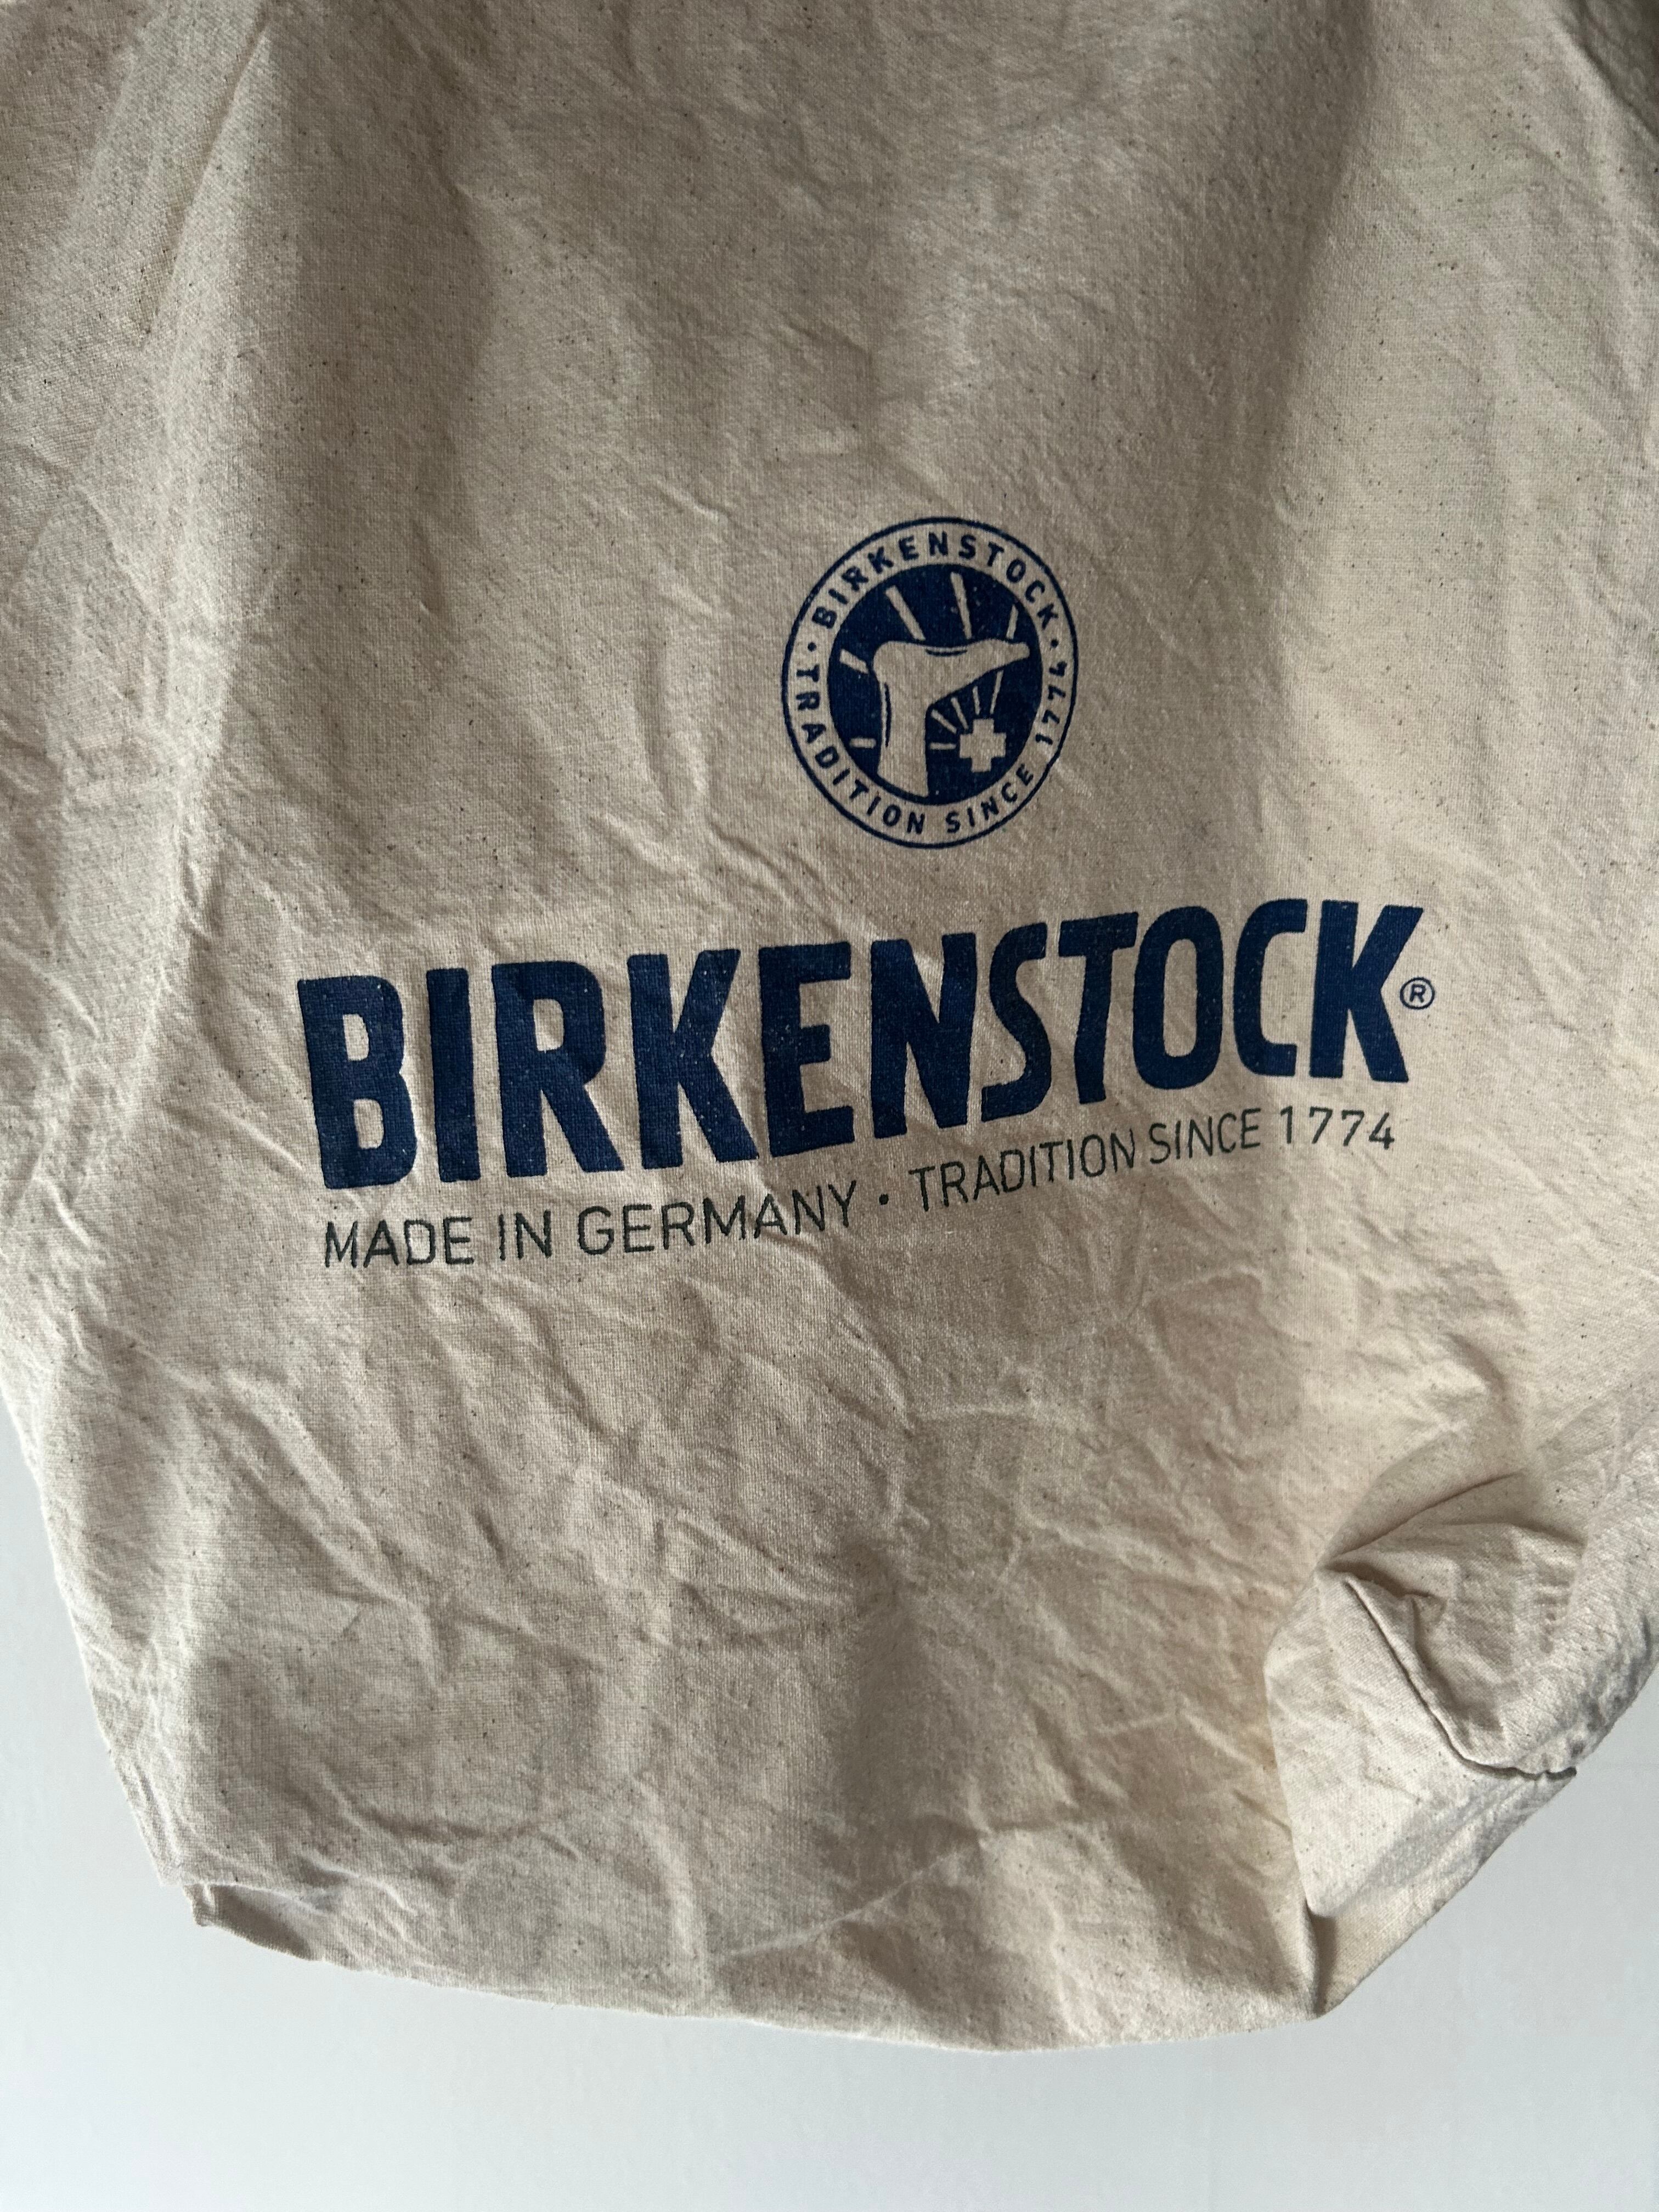 · BIRKENSTOCK ·
TRADITION SINCE 1774
BIRKENSTOCK®
MADE IN GERMANY · TRADITION SINCE 1774